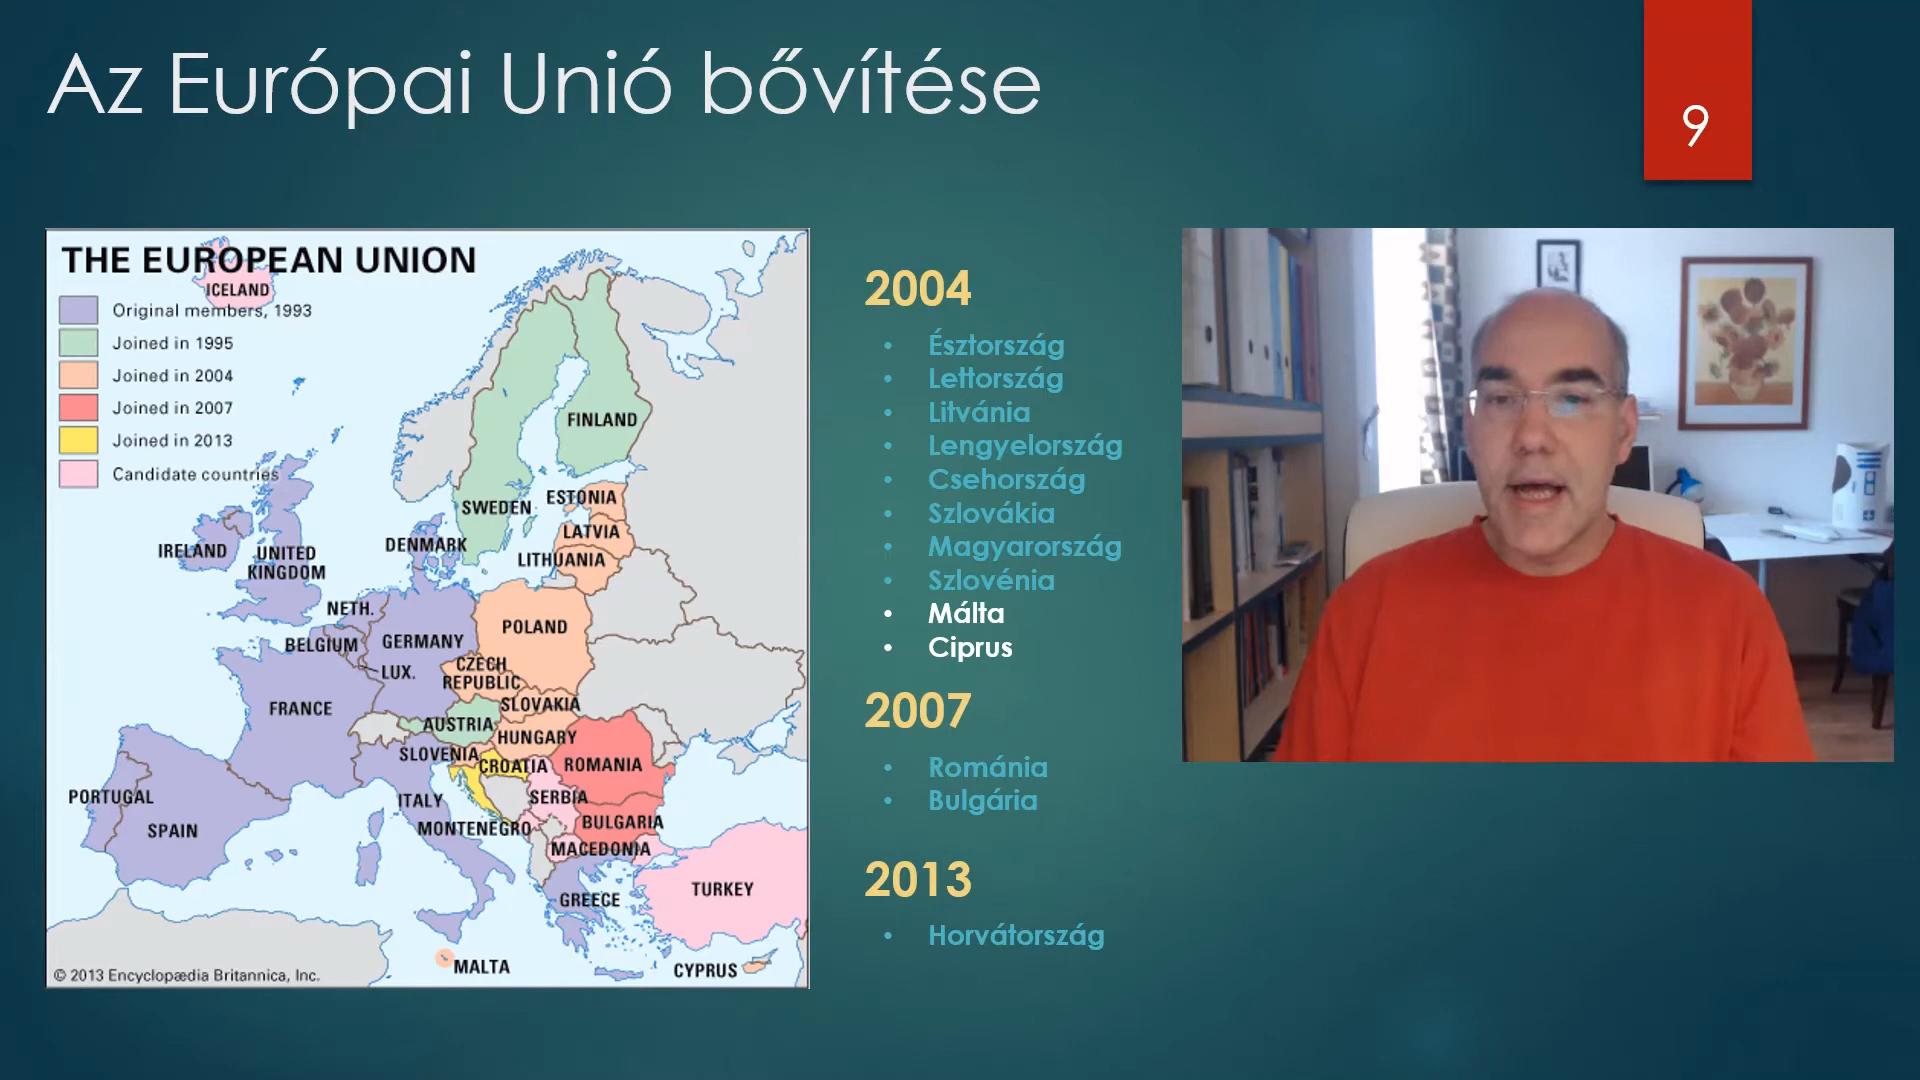 Az Európai Unió bővítése
9
THE EUROPEAN UNION
ICELAND
Original members, 1993
Joined in 1995
Joined in 2004
Joined in 2007
Joined in 2013
Candidate countries
FINLAND
SWEDEN
ESTONIA
LATVIA
LITHUANIA
DENMARK
IRELAND
UNITED
KINGDOM
NETH.
BELGIUM
GERMANY
POLAND
LUX.
CZECH
REPUBLIC
SLOVAKIA
FRANCE
AUSTRIA
HUNGARY
SLOVENIA
CROATIA
ROMANIA
PORTUGAL
SPAIN
ITALY
SERBIA
MONTENEGRO
BULGARIA
MACEDONIA
GREECE
TURKEY
MALTA
CYPRUS
© 2013 Encyclopædia Britannica, Inc.
2004
• Észtország
• Lettország
• Litvánia
• Lengyelország
• Csehország
• Szlovákia
• Magyarország
• Szlovénia
• Málta
• Ciprus
2007
• Románia
• Bulgária
2013
• Horvátország